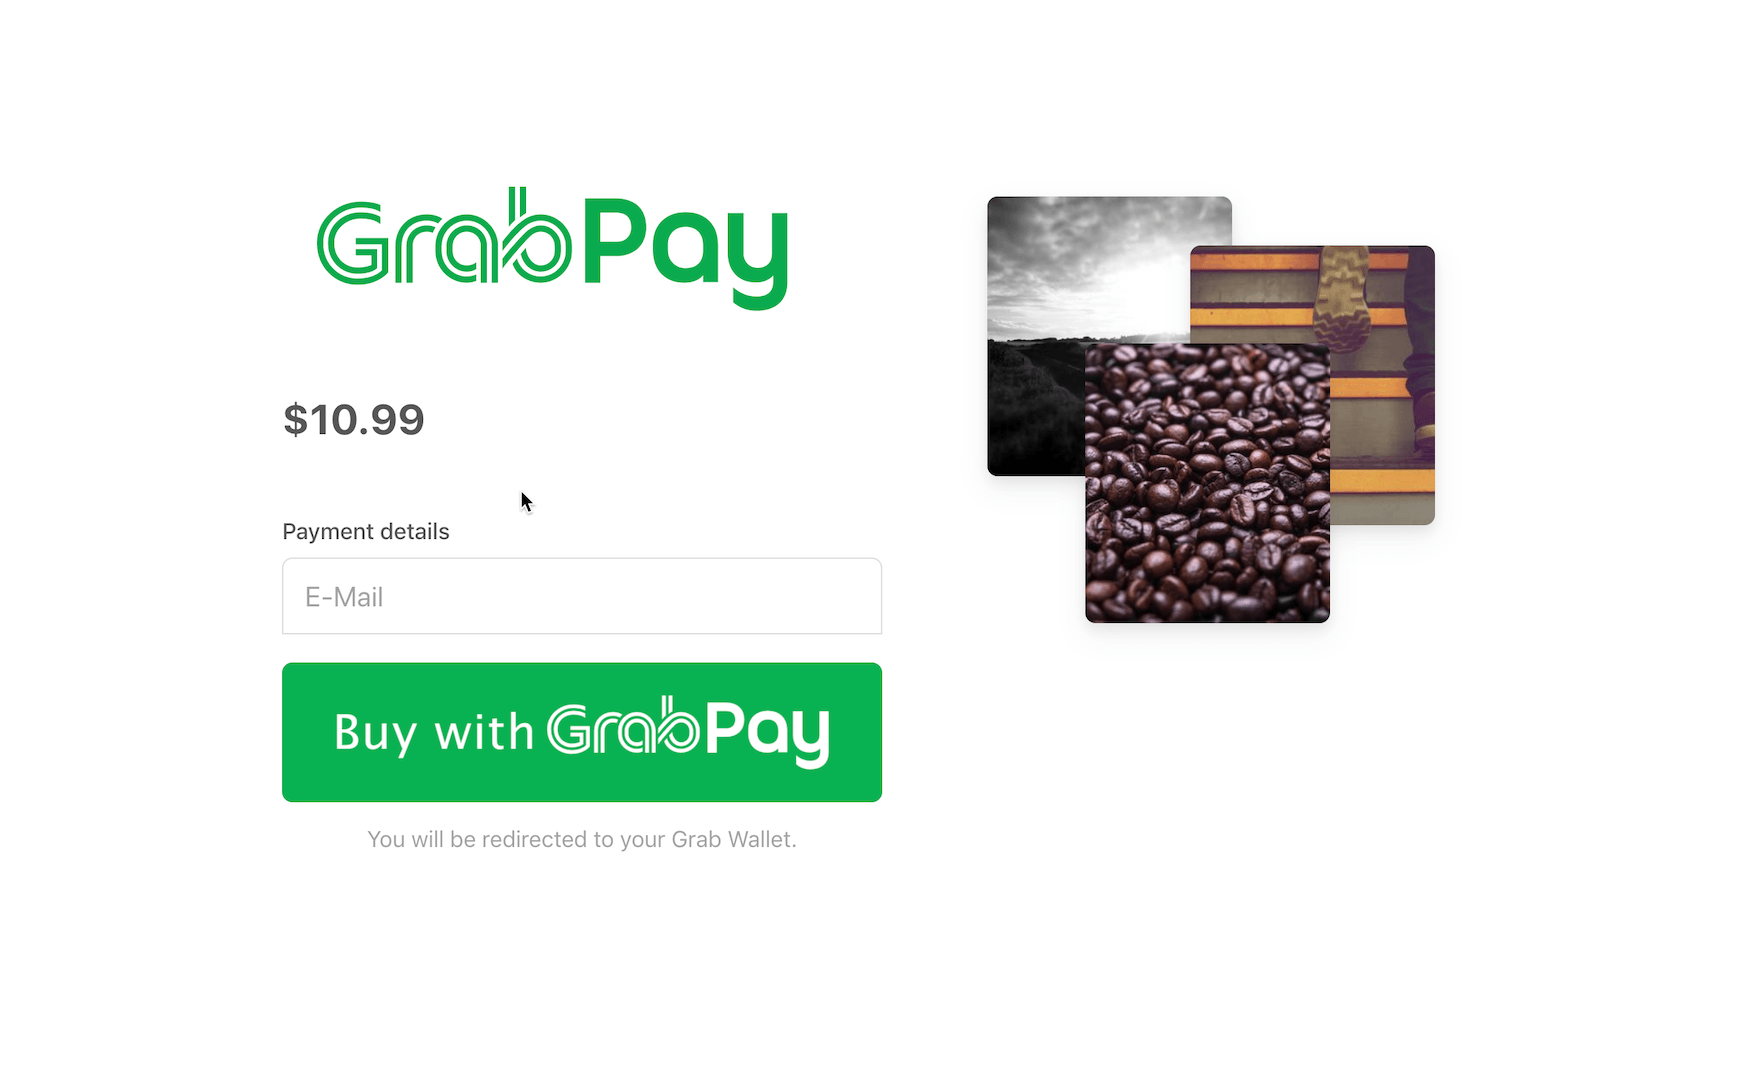 GrabPay
$10.99
Payment details
E-Mail
Buy with GrabPay
You will be redirected to your Grab Wallet.